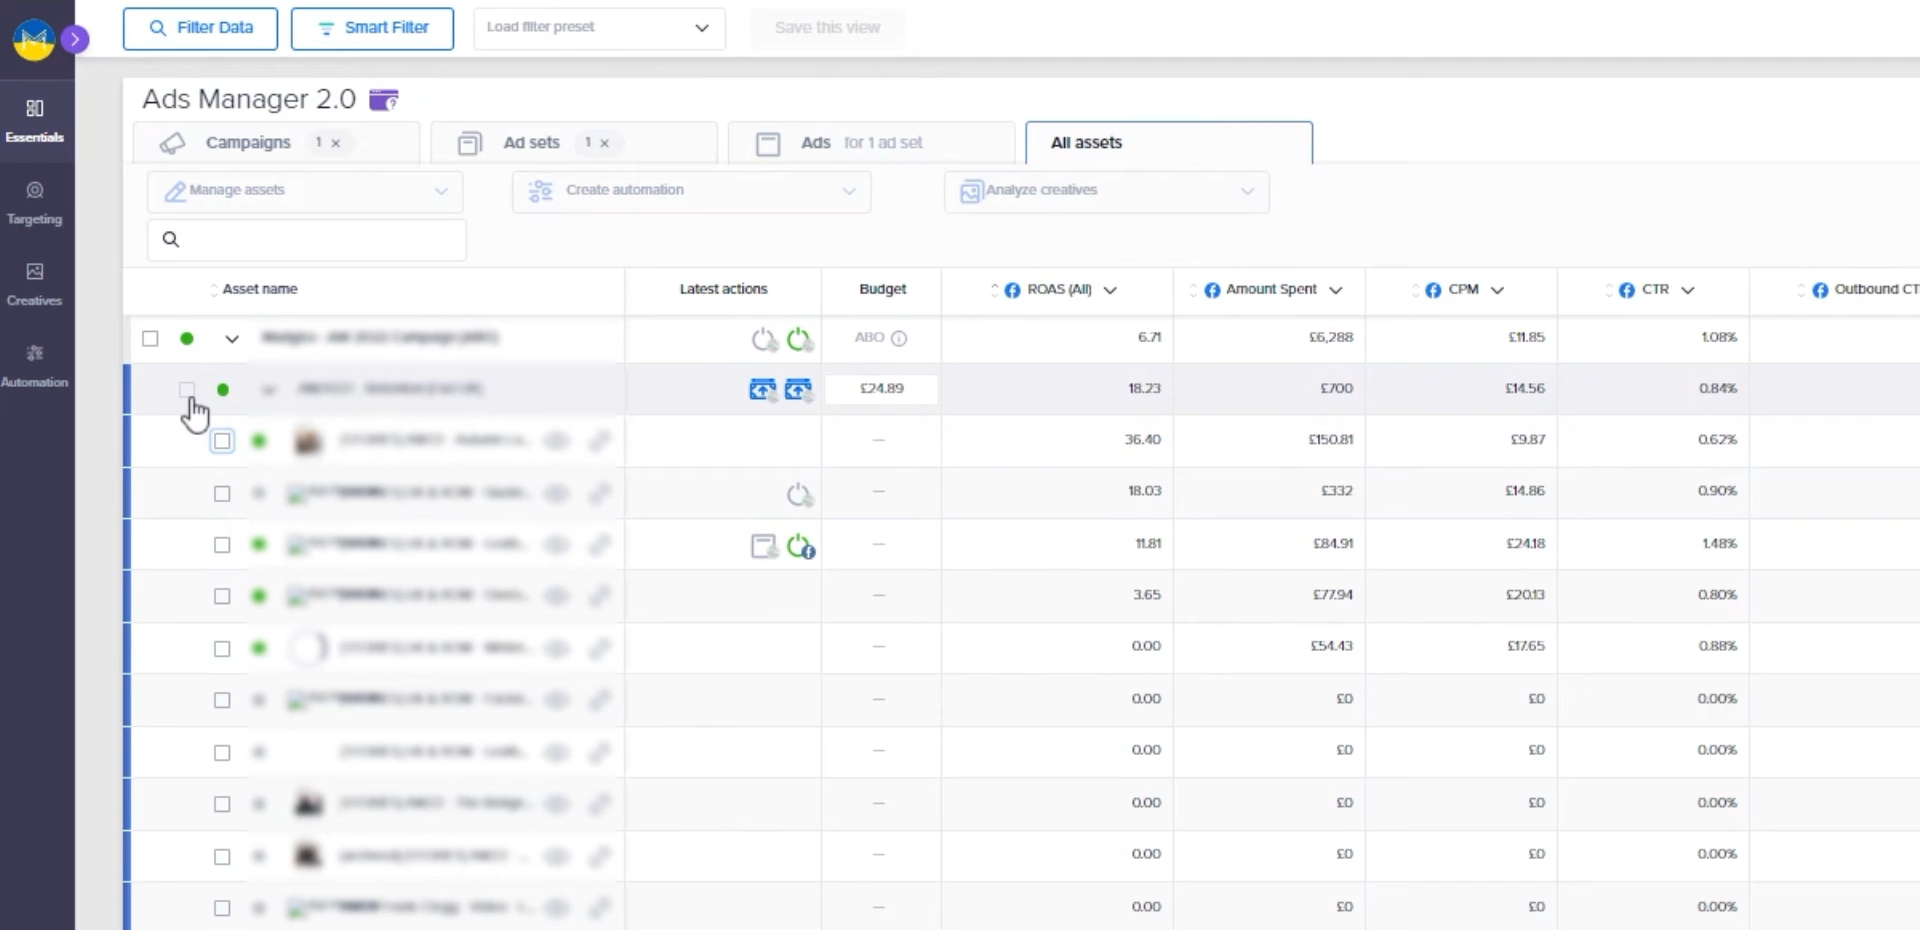 Filter Data Smart Filter Load filter preset Save this view
Ads Manager 2.0
Essentials
Campaigns 1 × Ad sets 1 × Ads for 1 ad set All assets
Manage assets Create automation Analyze creatives
Targeting
Creatives
Automation
Asset name Latest actions Budget ROAS (All) Amount Spent CPM CTR Outbound CT
ABO 6.71 £6,288 £11.85 1.08%
£24.89 18.23 £700 £14.56 0.84%
— 36.40 £150.81 £9.87 0.62%
— 18.03 £332 £14.86 0.90%
— 11.81 £84.91 £24.18 1.48%
— 3.65 £77.94 £20.13 0.80%
— 0.00 £54.43 £17.65 0.88%
— 0.00 £0 £0 0.00%
— 0.00 £0 £0 0.00%
— 0.00 £0 £0 0.00%
— 0.00 £0 £0 0.00%
— 0.00 £0 £0 0.00%